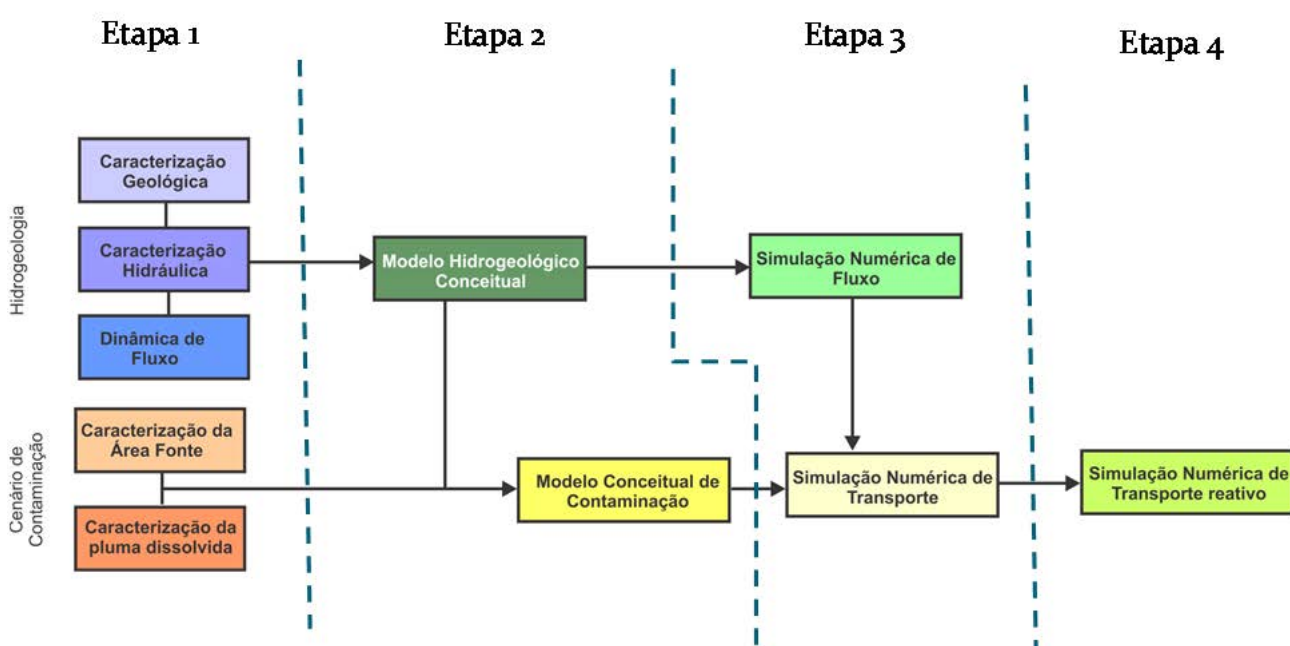 Etapa 1
Etapa 2
Etapa 3
Etapa 4
Hidrogeologia
Caracterização
Geológica
Caracterização
Hidráulica
Dinâmica de
Fluxo
Modelo Hidrogeológico
Conceitual
Simulação Numérica de
Fluxo
Cenário de
Contaminação
Caracterização da
Área Fonte
Caracterização da
pluma dissolvida
Modelo Conceitual de
Contaminação
Simulação Numérica de
Transporte
Simulação Numérica de
Transporte reativo